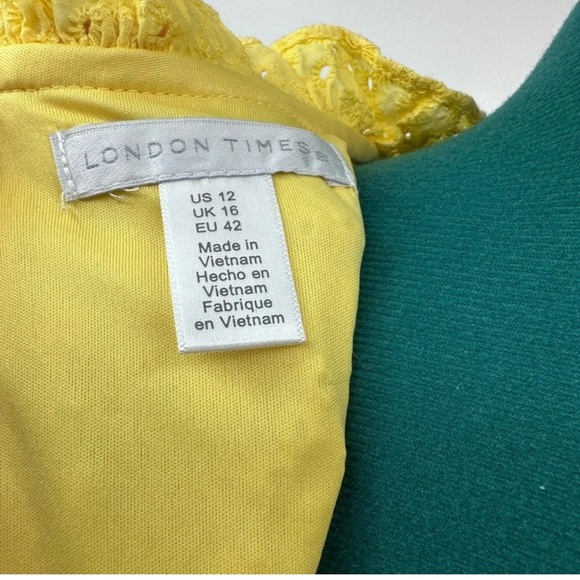 LONDON TIMES®
US 12
UK 16
EU 42
Made in
Vietnam
Hecho en
Vietnam
Fabrique
en Vietnam